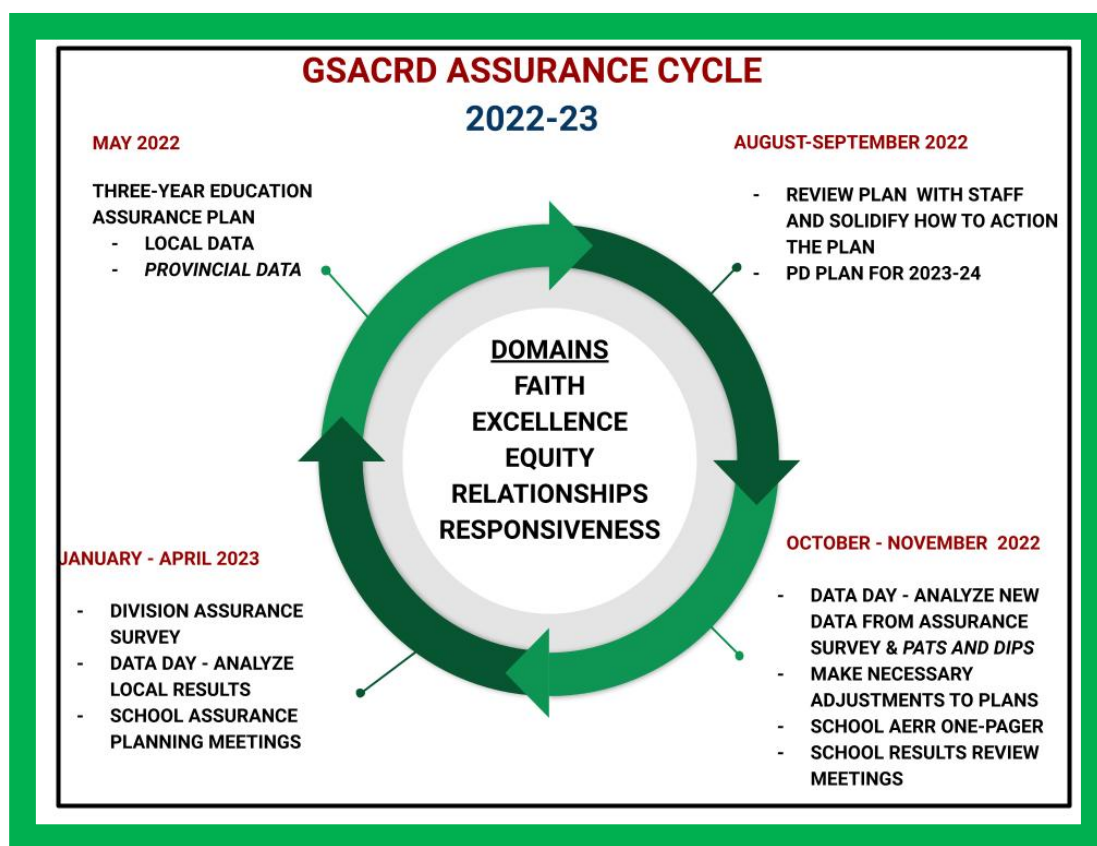 GSACRD ASSURANCE CYCLE
2022-23
MAY 2022
THREE-YEAR EDUCATION
ASSURANCE PLAN
- LOCAL DATA
- PROVINCIAL DATA
AUGUST-SEPTEMBER 2022
- REVIEW PLAN WITH STAFF
AND SOLIDIFY HOW TO ACTION
THE PLAN
- PD PLAN FOR 2023-24
DOMAINS
FAITH
EXCELLENCE
EQUITY
RELATIONSHIPS
RESPONSIVENESS
OCTOBER - NOVEMBER 2022
- DATA DAY - ANALYZE NEW
DATA FROM ASSURANCE
SURVEY & PATS AND DIPS
- MAKE NECESSARY
ADJUSTMENTS TO PLANS
- SCHOOL AERR ONE-PAGER
- SCHOOL RESULTS REVIEW
MEETINGS
JANUARY - APRIL 2023
- DIVISION ASSURANCE
SURVEY
- DATA DAY - ANALYZE
LOCAL RESULTS
- SCHOOL ASSURANCE
PLANNING MEETINGS